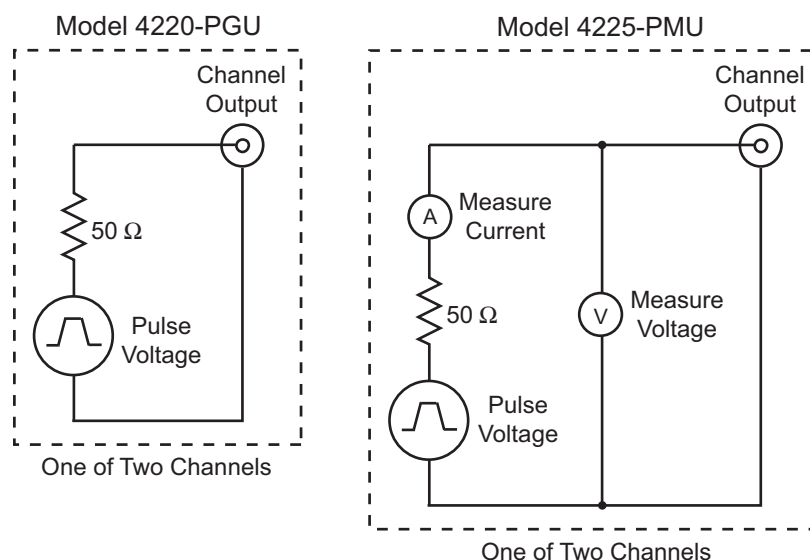 Model 4220-PGU
Channel
Output
50 Ω
Pulse
Voltage
One of Two Channels
Model 4225-PMU
Channel
Output
A
Measure
Current
50 Ω
V
Measure
Voltage
Pulse
Voltage
One of Two Channels